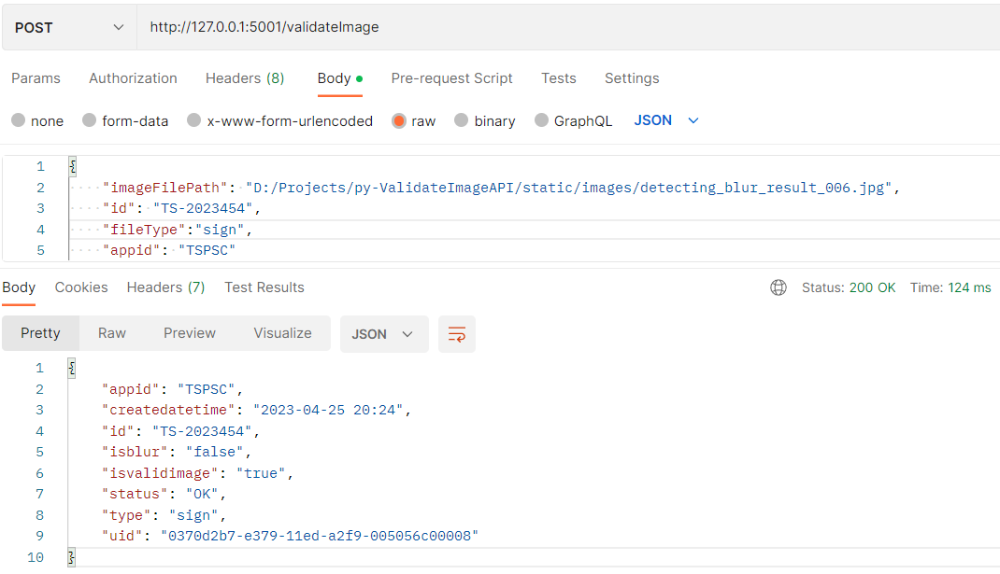 POST http://127.0.0.1:5001/validateImage
Params Authorization Headers (8) Body Pre-request Script Tests Settings
none form-data x-www-form-urlencoded raw binary GraphQL JSON
1 {
2 "imageFilePath": "D:/Projects/py-ValidateImageAPI/static/images/detecting_blur_result_006.jpg",
3 "id": "TS-2023454",
4 "fileType":"sign",
5 "appid": "TSPSC"
Body Cookies Headers (7) Test Results Status: 200 OK Time: 124 ms
Pretty Raw Preview Visualize JSON
1 {
2 "appid": "TSPSC",
3 "createdatetime": "2023-04-25 20:24",
4 "id": "TS-2023454",
5 "isblur": "false",
6 "isvalidimage": "true",
7 "status": "OK",
8 "type": "sign",
9 "uid": "0370d2b7-e379-11ed-a2f9-005056c00008"
10 }